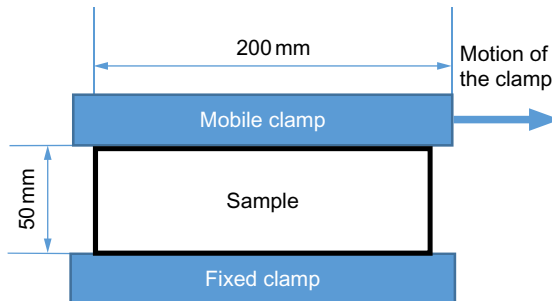 200 mm
Motion of
the clamp
Mobile clamp
50 mm
Sample
Fixed clamp